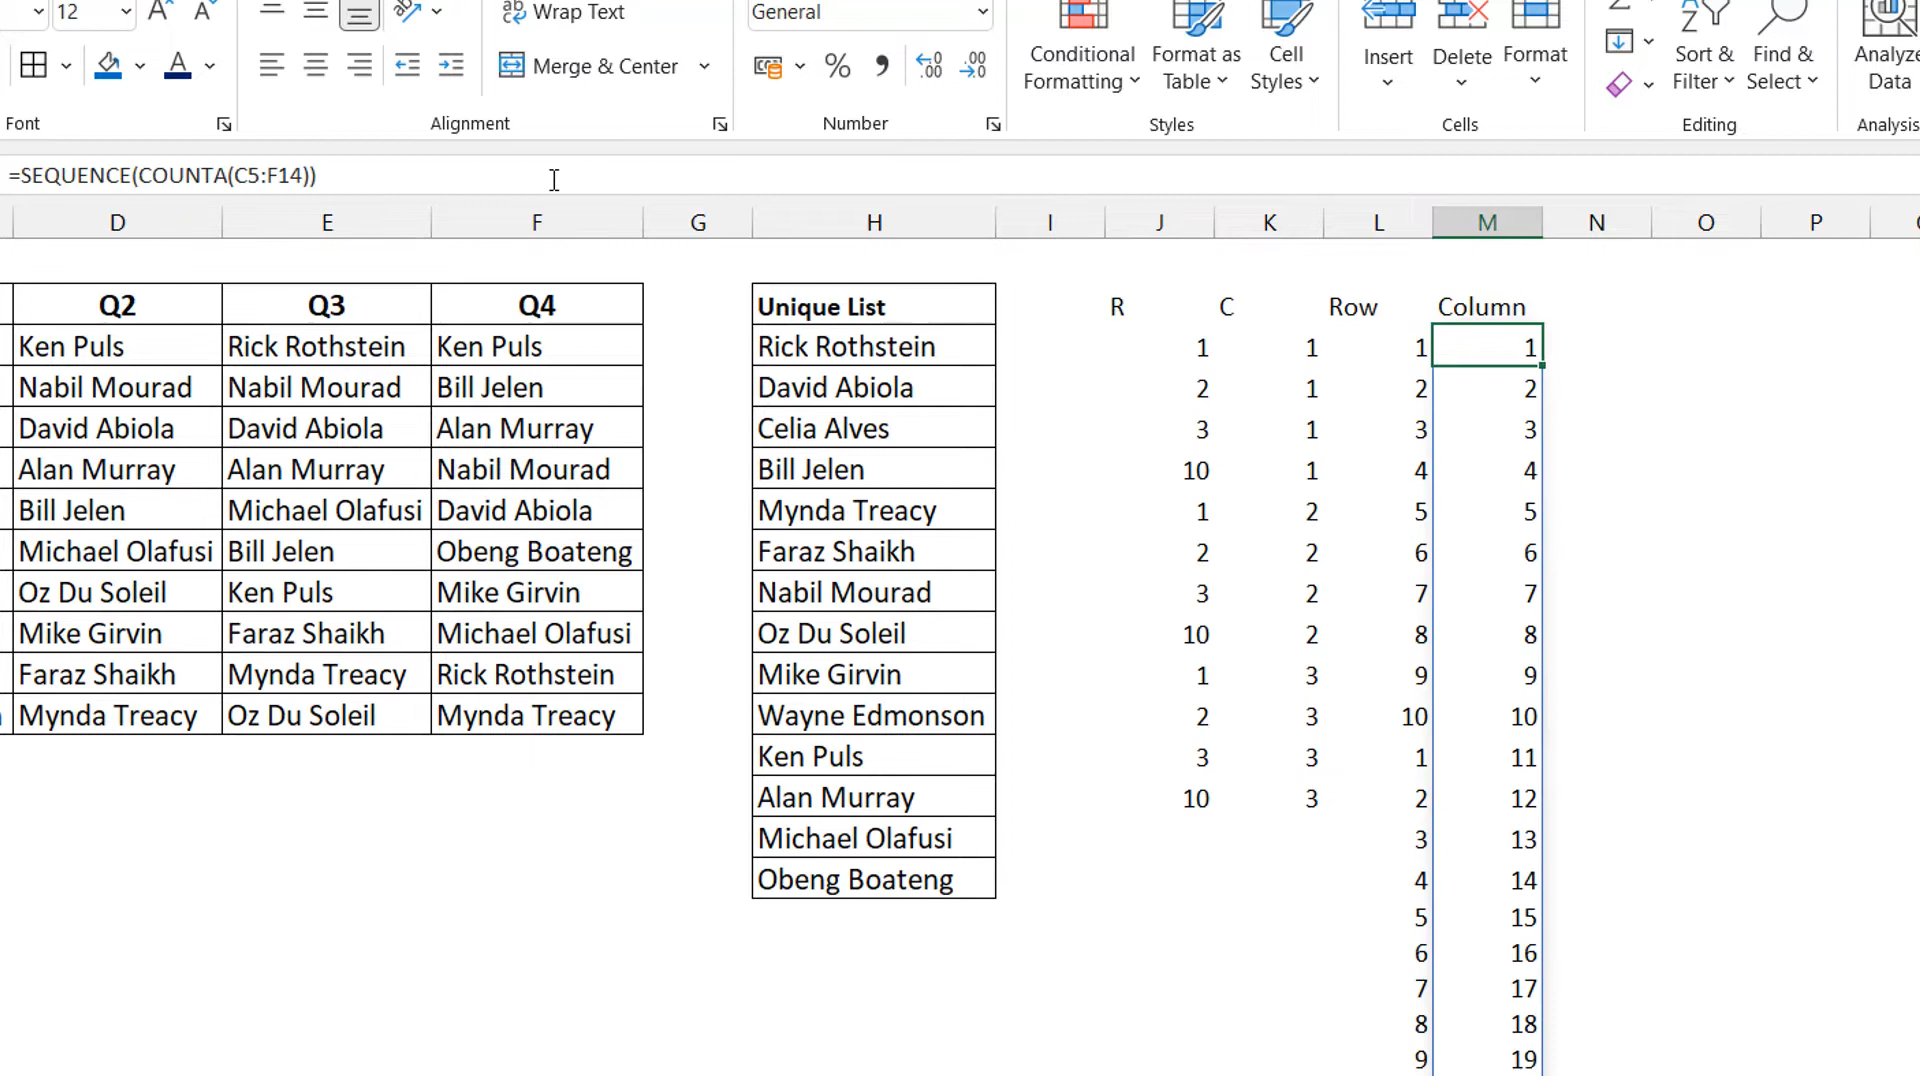 12 Wrap Text General
Merge & Center % Conditional Formatting Format as Table Cell Styles Insert Delete Format Sort & Filter Find & Select Analyze Data
Font Alignment Number Styles Cells Editing Analysis
=SEQUENCE(COUNTA(C5:F14))
D E F G H I J K L M N O P
Q2 Q3 Q4 Unique List R C Row Column
Ken Puls Rick Rothstein Ken Puls Rick Rothstein 1 1 1 1
Nabil Mourad Nabil Mourad Bill Jelen David Abiola 2 1 2 2
David Abiola David Abiola Alan Murray Celia Alves 3 1 3 3
Alan Murray Alan Murray Nabil Mourad Bill Jelen 10 1 4 4
Bill Jelen Michael Olafusi David Abiola Mynda Treacy 1 2 5 5
Michael Olafusi Bill Jelen Obeng Boateng Faraz Shaikh 2 2 6 6
Oz Du Soleil Ken Puls Mike Girvin Nabil Mourad 3 2 7 7
Mike Girvin Faraz Shaikh Michael Olafusi Oz Du Soleil 10 2 8 8
Faraz Shaikh Mynda Treacy Rick Rothstein Mike Girvin 1 3 9 9
Mynda Treacy Oz Du Soleil Mynda Treacy Wayne Edmonson 2 3 10 10
Ken Puls 3 3 1 11
Alan Murray 10 3 2 12
Michael Olafusi 3 13
Obeng Boateng 4 14
5 15
6 16
7 17
8 18
9 19